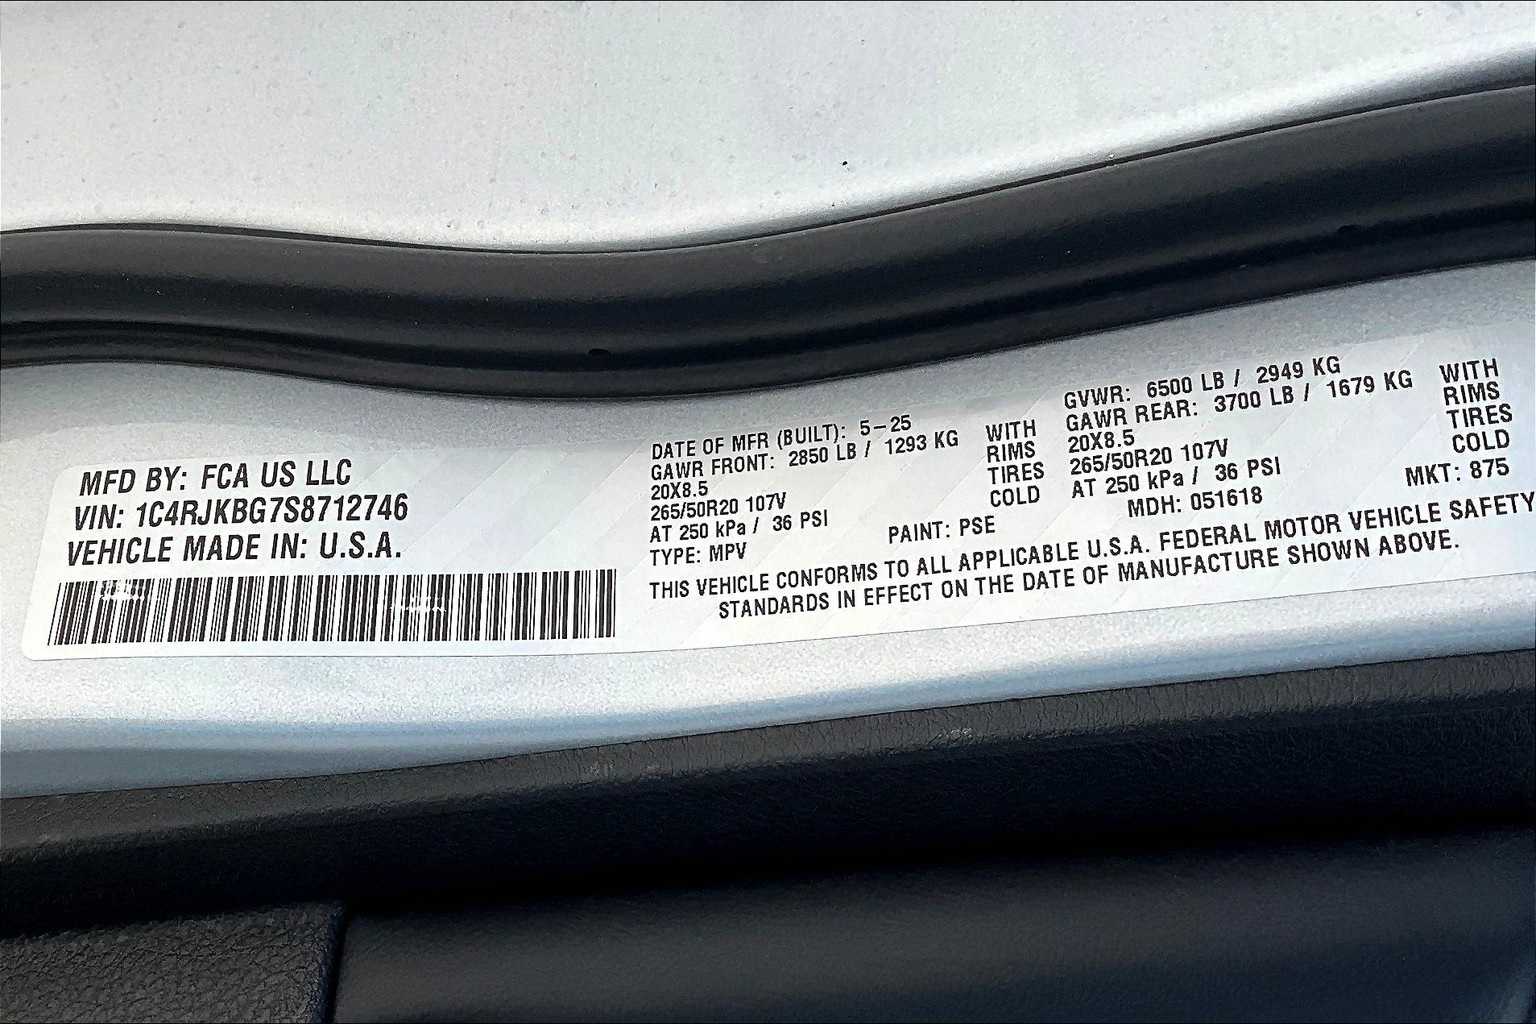 MFD BY: FCA US LLC
VIN: 1C4RJKBG7S8712746
VEHICLE MADE IN: U.S.A.
DATE OF MFR (BUILT): 5-25
GAWR FRONT: 2850 LB / 1293 KG WITH
20X8.5 RIMS
265/50R20 107V TIRES
AT 250 kPa / 36 PSI COLD
TYPE: MPV
PAINT: PSE
GVWR: 6500 LB / 2949 KG
GAWR REAR: 3700 LB / 1679 KG WITH
20X8.5 RIMS
265/50R20 107V TIRES
AT 250 kPa / 36 PSI COLD
MDH: 051618
MKT: 875
THIS VEHICLE CONFORMS TO ALL APPLICABLE U.S.A. FEDERAL MOTOR VEHICLE SAFETY
STANDARDS IN EFFECT ON THE DATE OF MANUFACTURE SHOWN ABOVE.